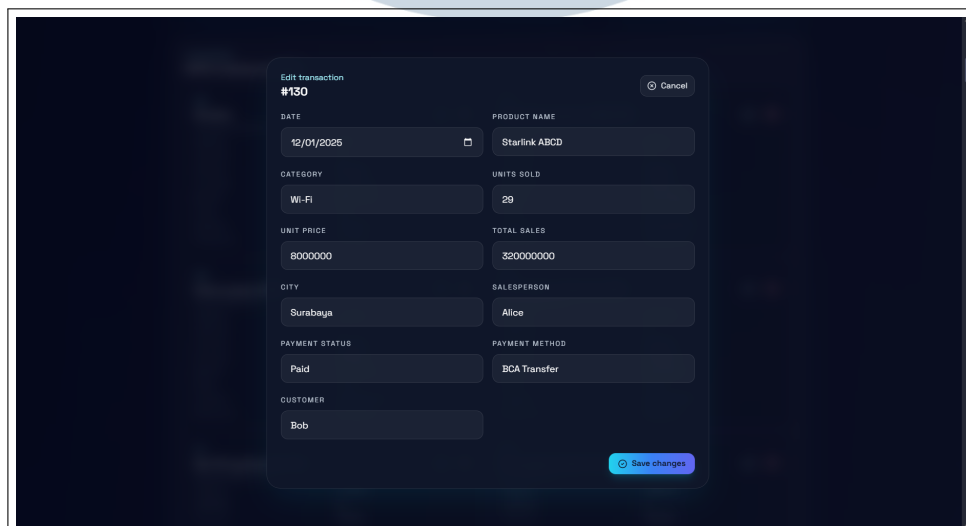 Edit transaction
#130
Cancel
DATE
PRODUCT NAME
12/01/2025
Starlink ABCD
CATEGORY
UNITS SOLD
Wi-Fi
29
UNIT PRICE
TOTAL SALES
8000000
320000000
CITY
SALESPERSON
Surabaya
Alice
PAYMENT STATUS
PAYMENT METHOD
Paid
BCA Transfer
CUSTOMER
Bob
Save changes